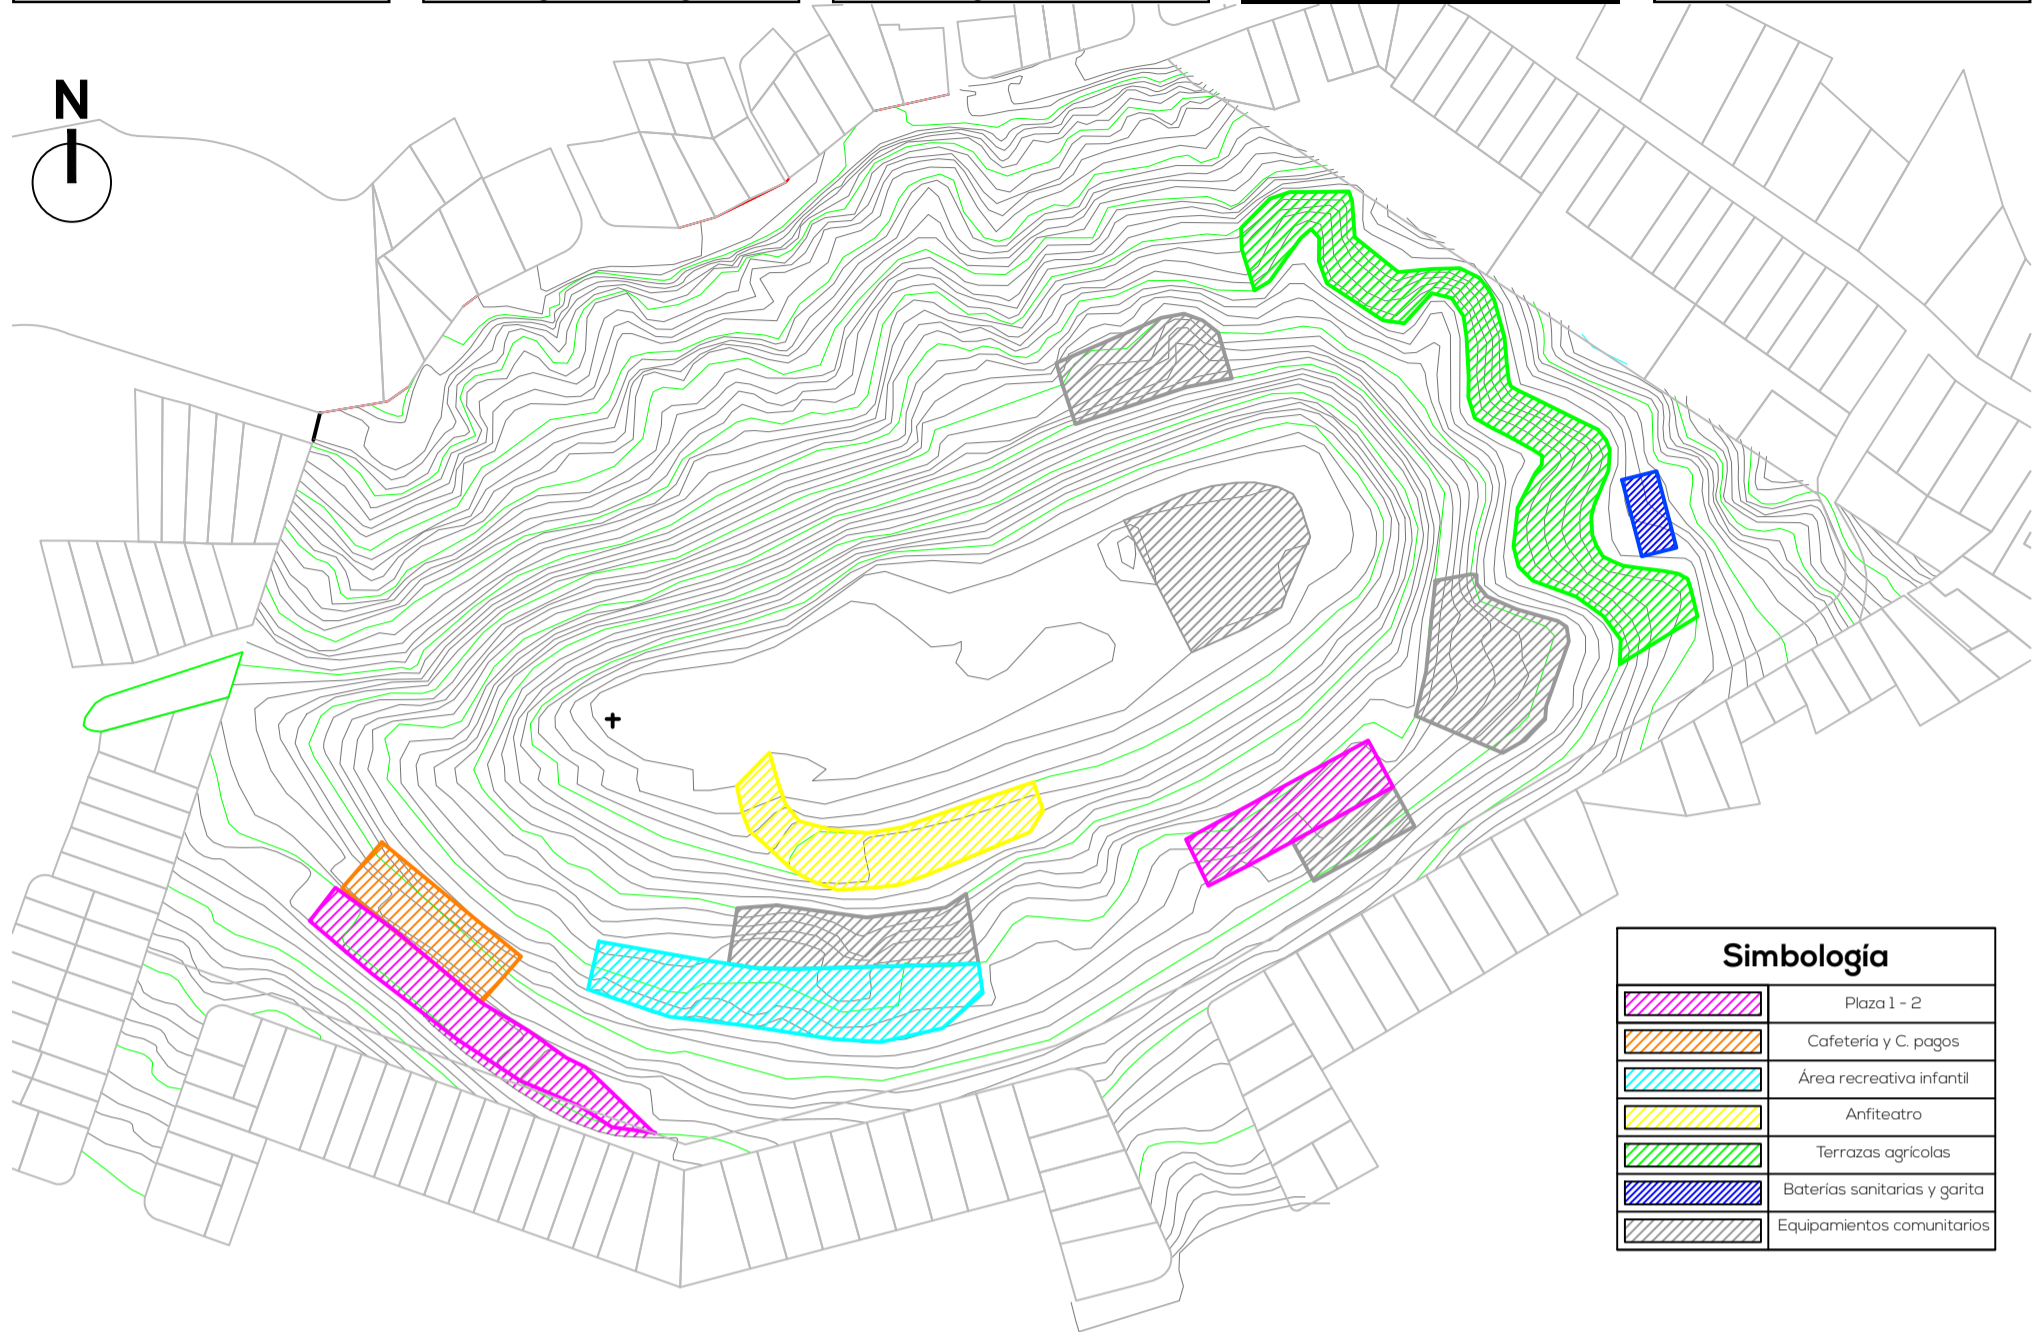 N
Simbología
Plaza 1 - 2
Cafetería y C. pagos
Área recreativa infantil
Anfiteatro
Terrazas agrícolas
Baterías sanitarias y garita
Equipamientos comunitarios